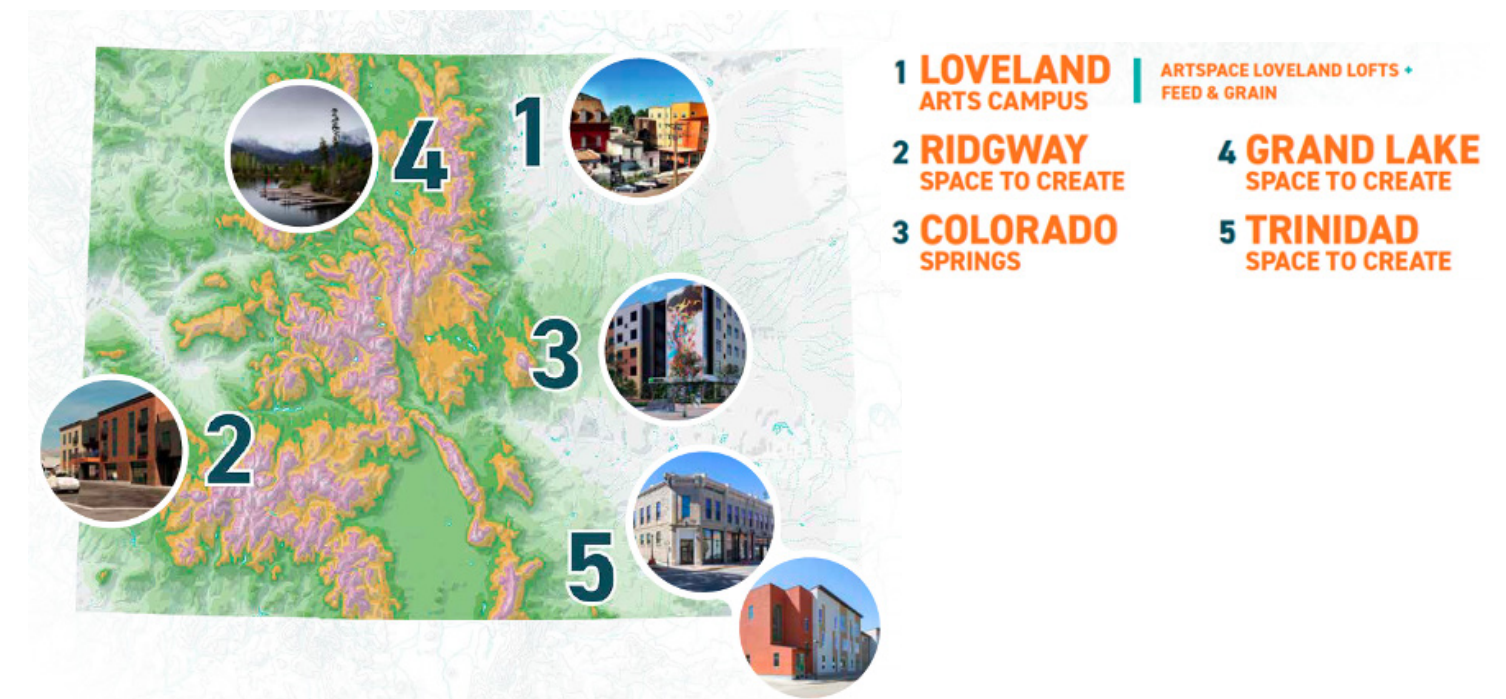 4
1
3
2
5
1 LOVELAND
ARTS CAMPUS
ARTSPACE LOVELAND LOFTS +
FEED & GRAIN
2 RIDGWAY
SPACE TO CREATE
4 GRAND LAKE
SPACE TO CREATE
3 COLORADO
SPRINGS
5 TRINIDAD
SPACE TO CREATE